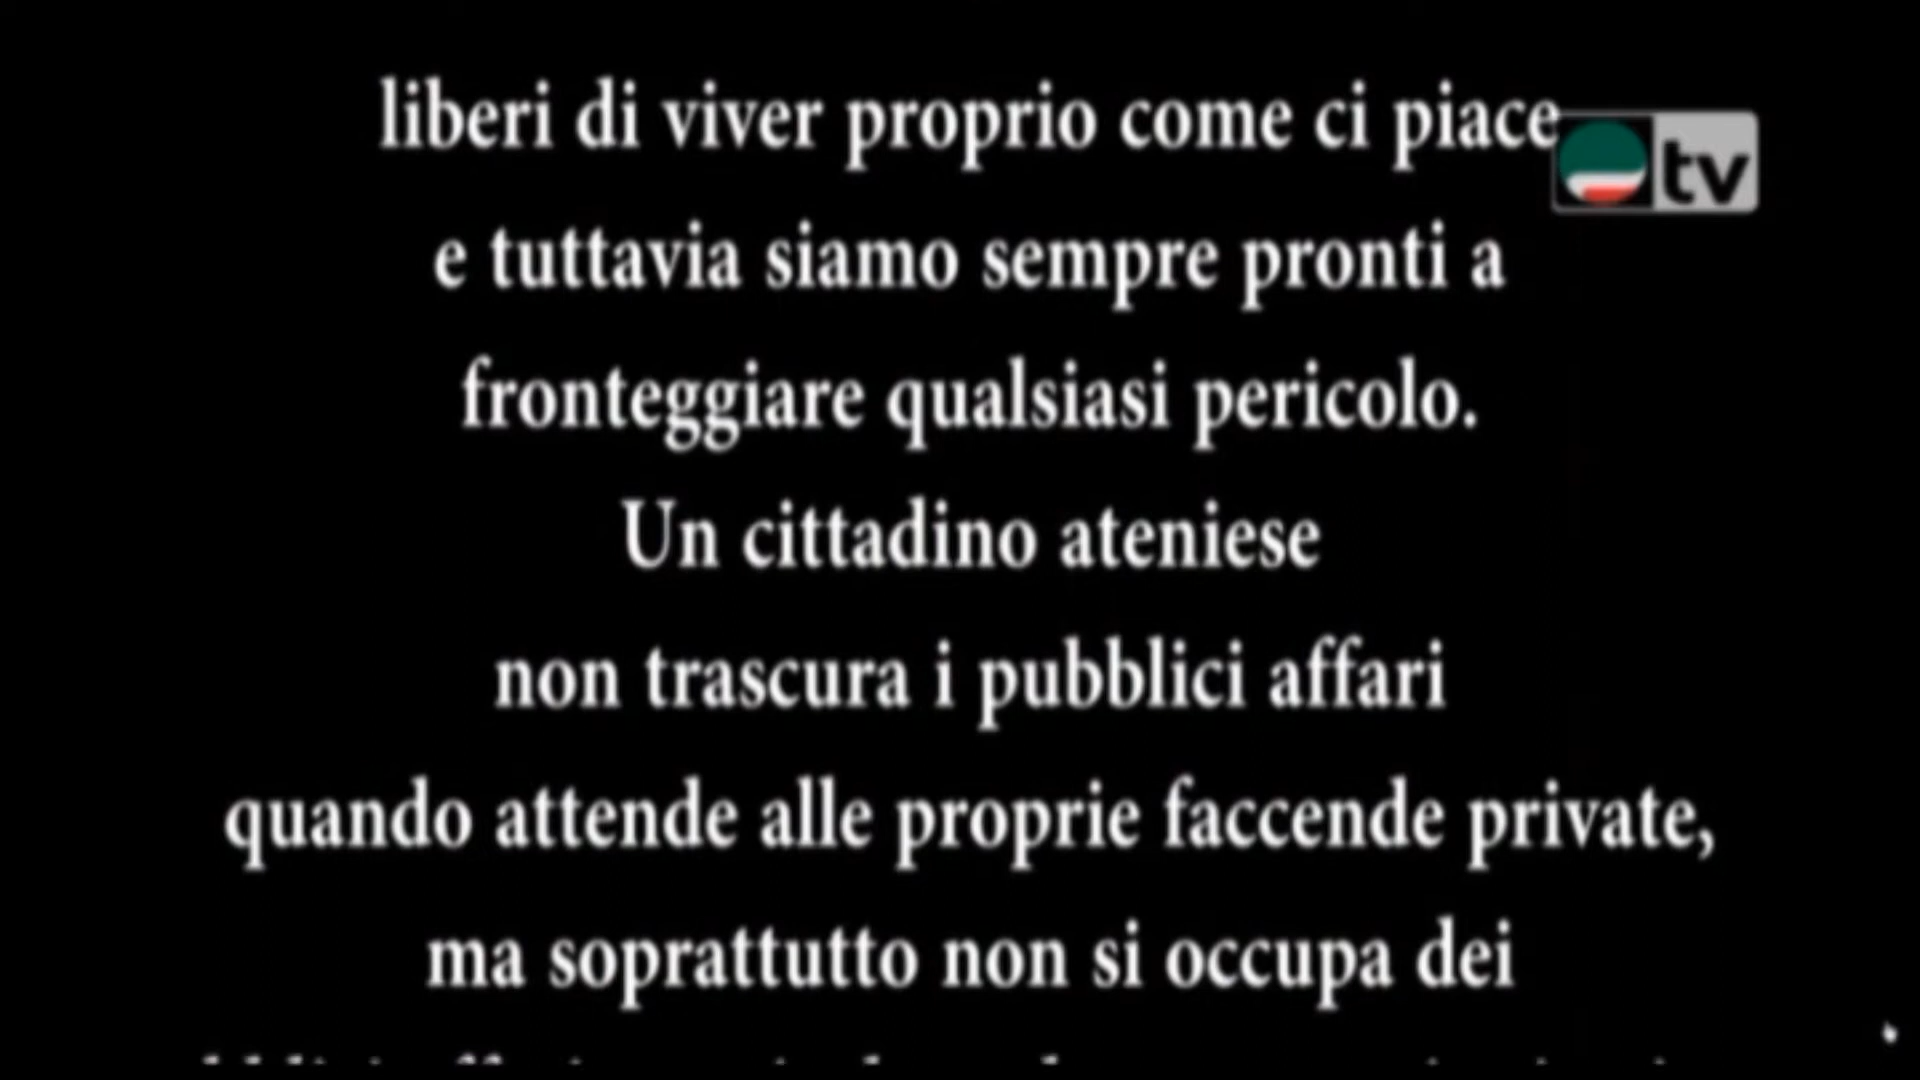 liberi di viver proprio come ci piace
tv
e tuttavia siamo sempre pronti a
fronteggiare qualsiasi pericolo.
Un cittadino ateniese
non trascura i pubblici affari
quando attende alle proprie faccende private,
ma soprattutto non si occupa dei